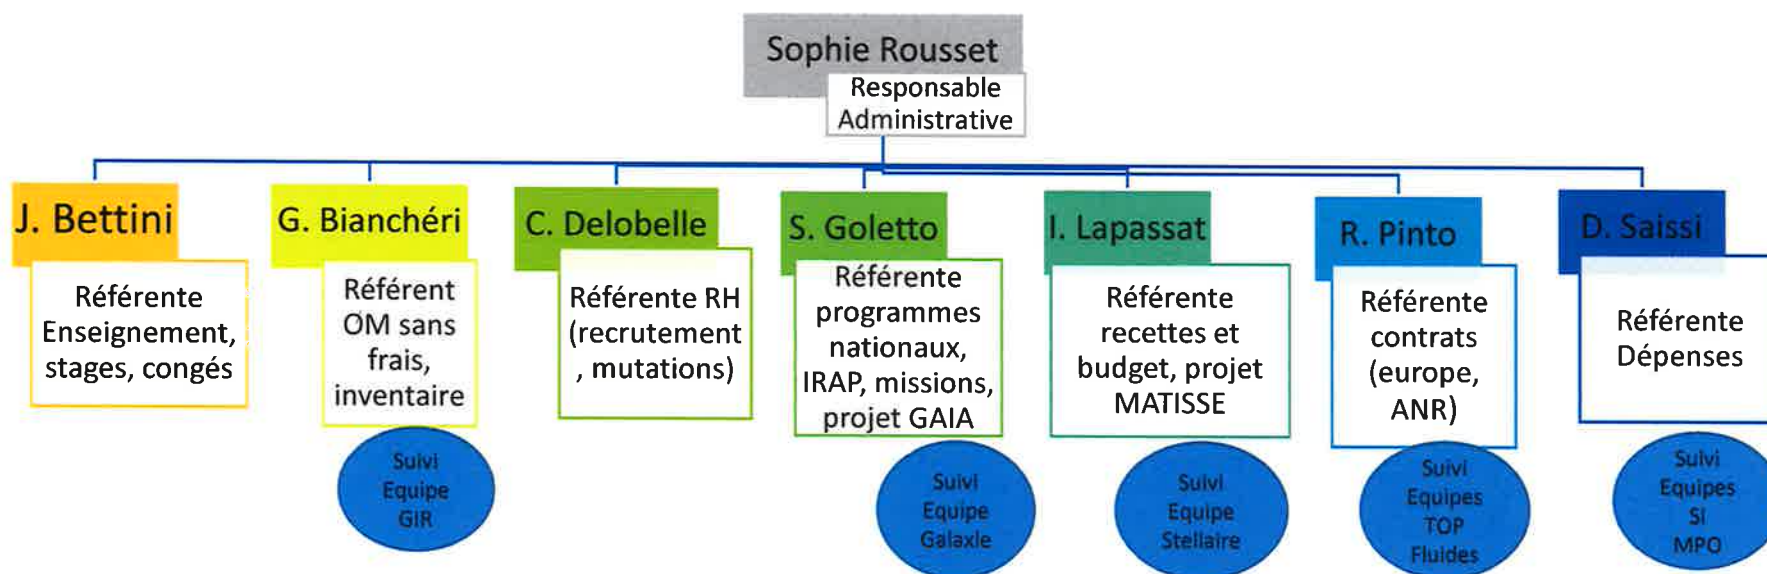 Sophie Rousset
Responsable
Administrative
J. Bettini
Référente
Enseignement,
stages, congés
G. Bianchéri
Référent
OM sans
frais,
inventaire
Suivi
Equipe
GIR
C. Delobelle
Référente RH
(recrutement
, mutations)
S. Goletto
Référente
programmes
nationaux,
IRAP, missions,
projet GAIA
Suivi
Equipe
Galaxie
I. Lapassat
Référente
recettes et
budget, projet
MATISSE
Suivi
Equipe
Stellaire
R. Pinto
Référente
contrats
(europe,
ANR)
Suivi
Equipes
TOP
Fluides
D. Saissi
Référente
Dépenses
Suivi
Equipes
SI
MPO